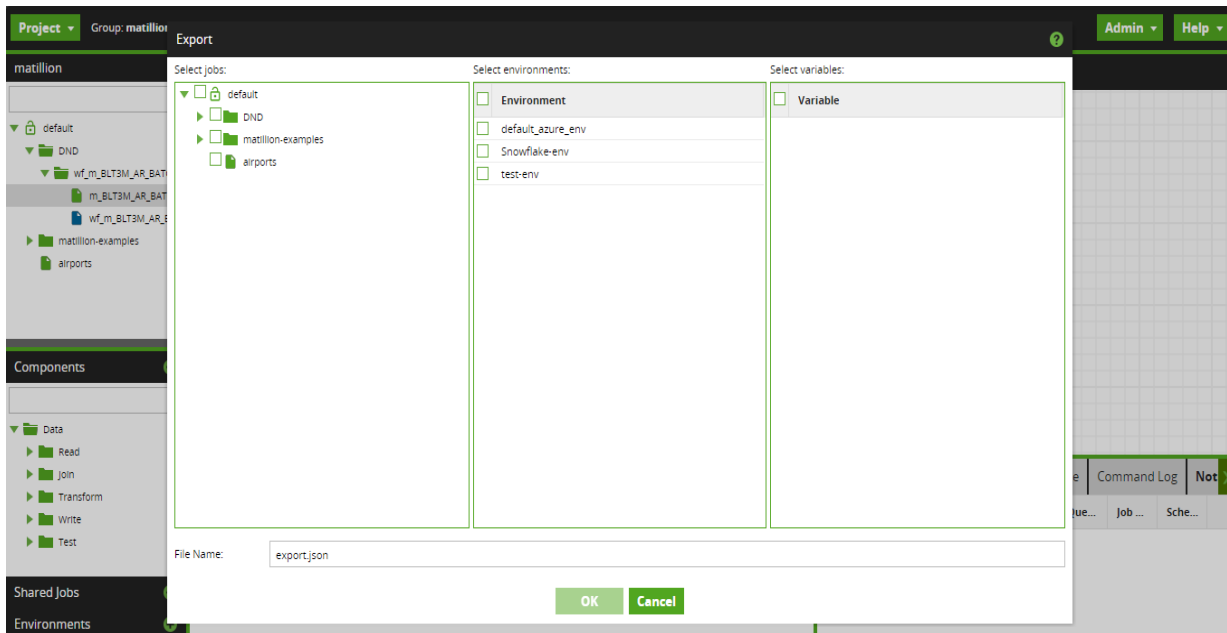 Project
Group: matillion
Admin
Help
matillion
default
DND
wf_m_BLT3M_AR_BAT
m_BLT3M_AR_BAT
wf_m_BLT3M_AR_B
matillion-examples
airports
Components
Data
Read
Join
Transform
Write
Test
Shared Jobs
Environments
Export
Select jobs:
default
DND
matillion-examples
airports
Select environments:
Environment
default_azure_env
Snowflake-env
test-env
Select variables:
Variable
File Name:
export.json
OK
Cancel
Command Log
Not
Que...
Job ...
Sche...